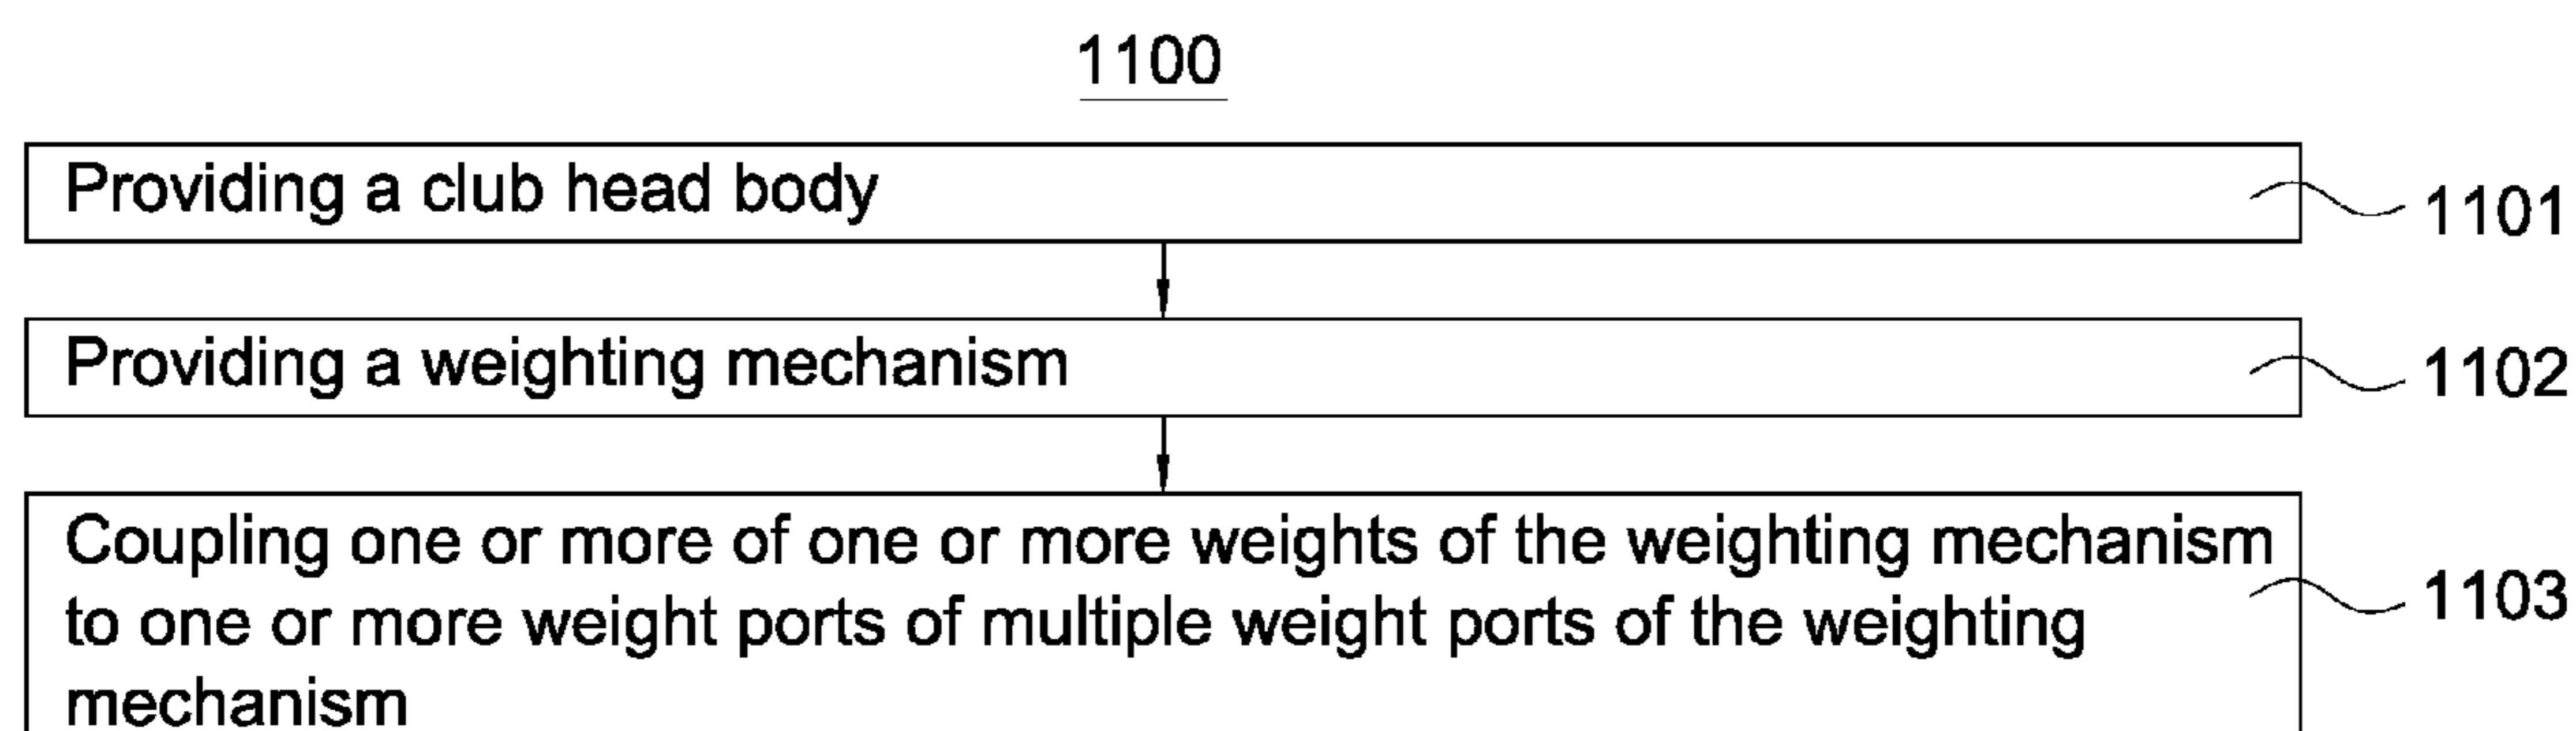 1100
Providing a club head body
1101
Providing a weighting mechanism
1102
Coupling one or more of one or more weights of the weighting mechanism
to one or more weight ports of multiple weight ports of the weighting
mechanism
1103